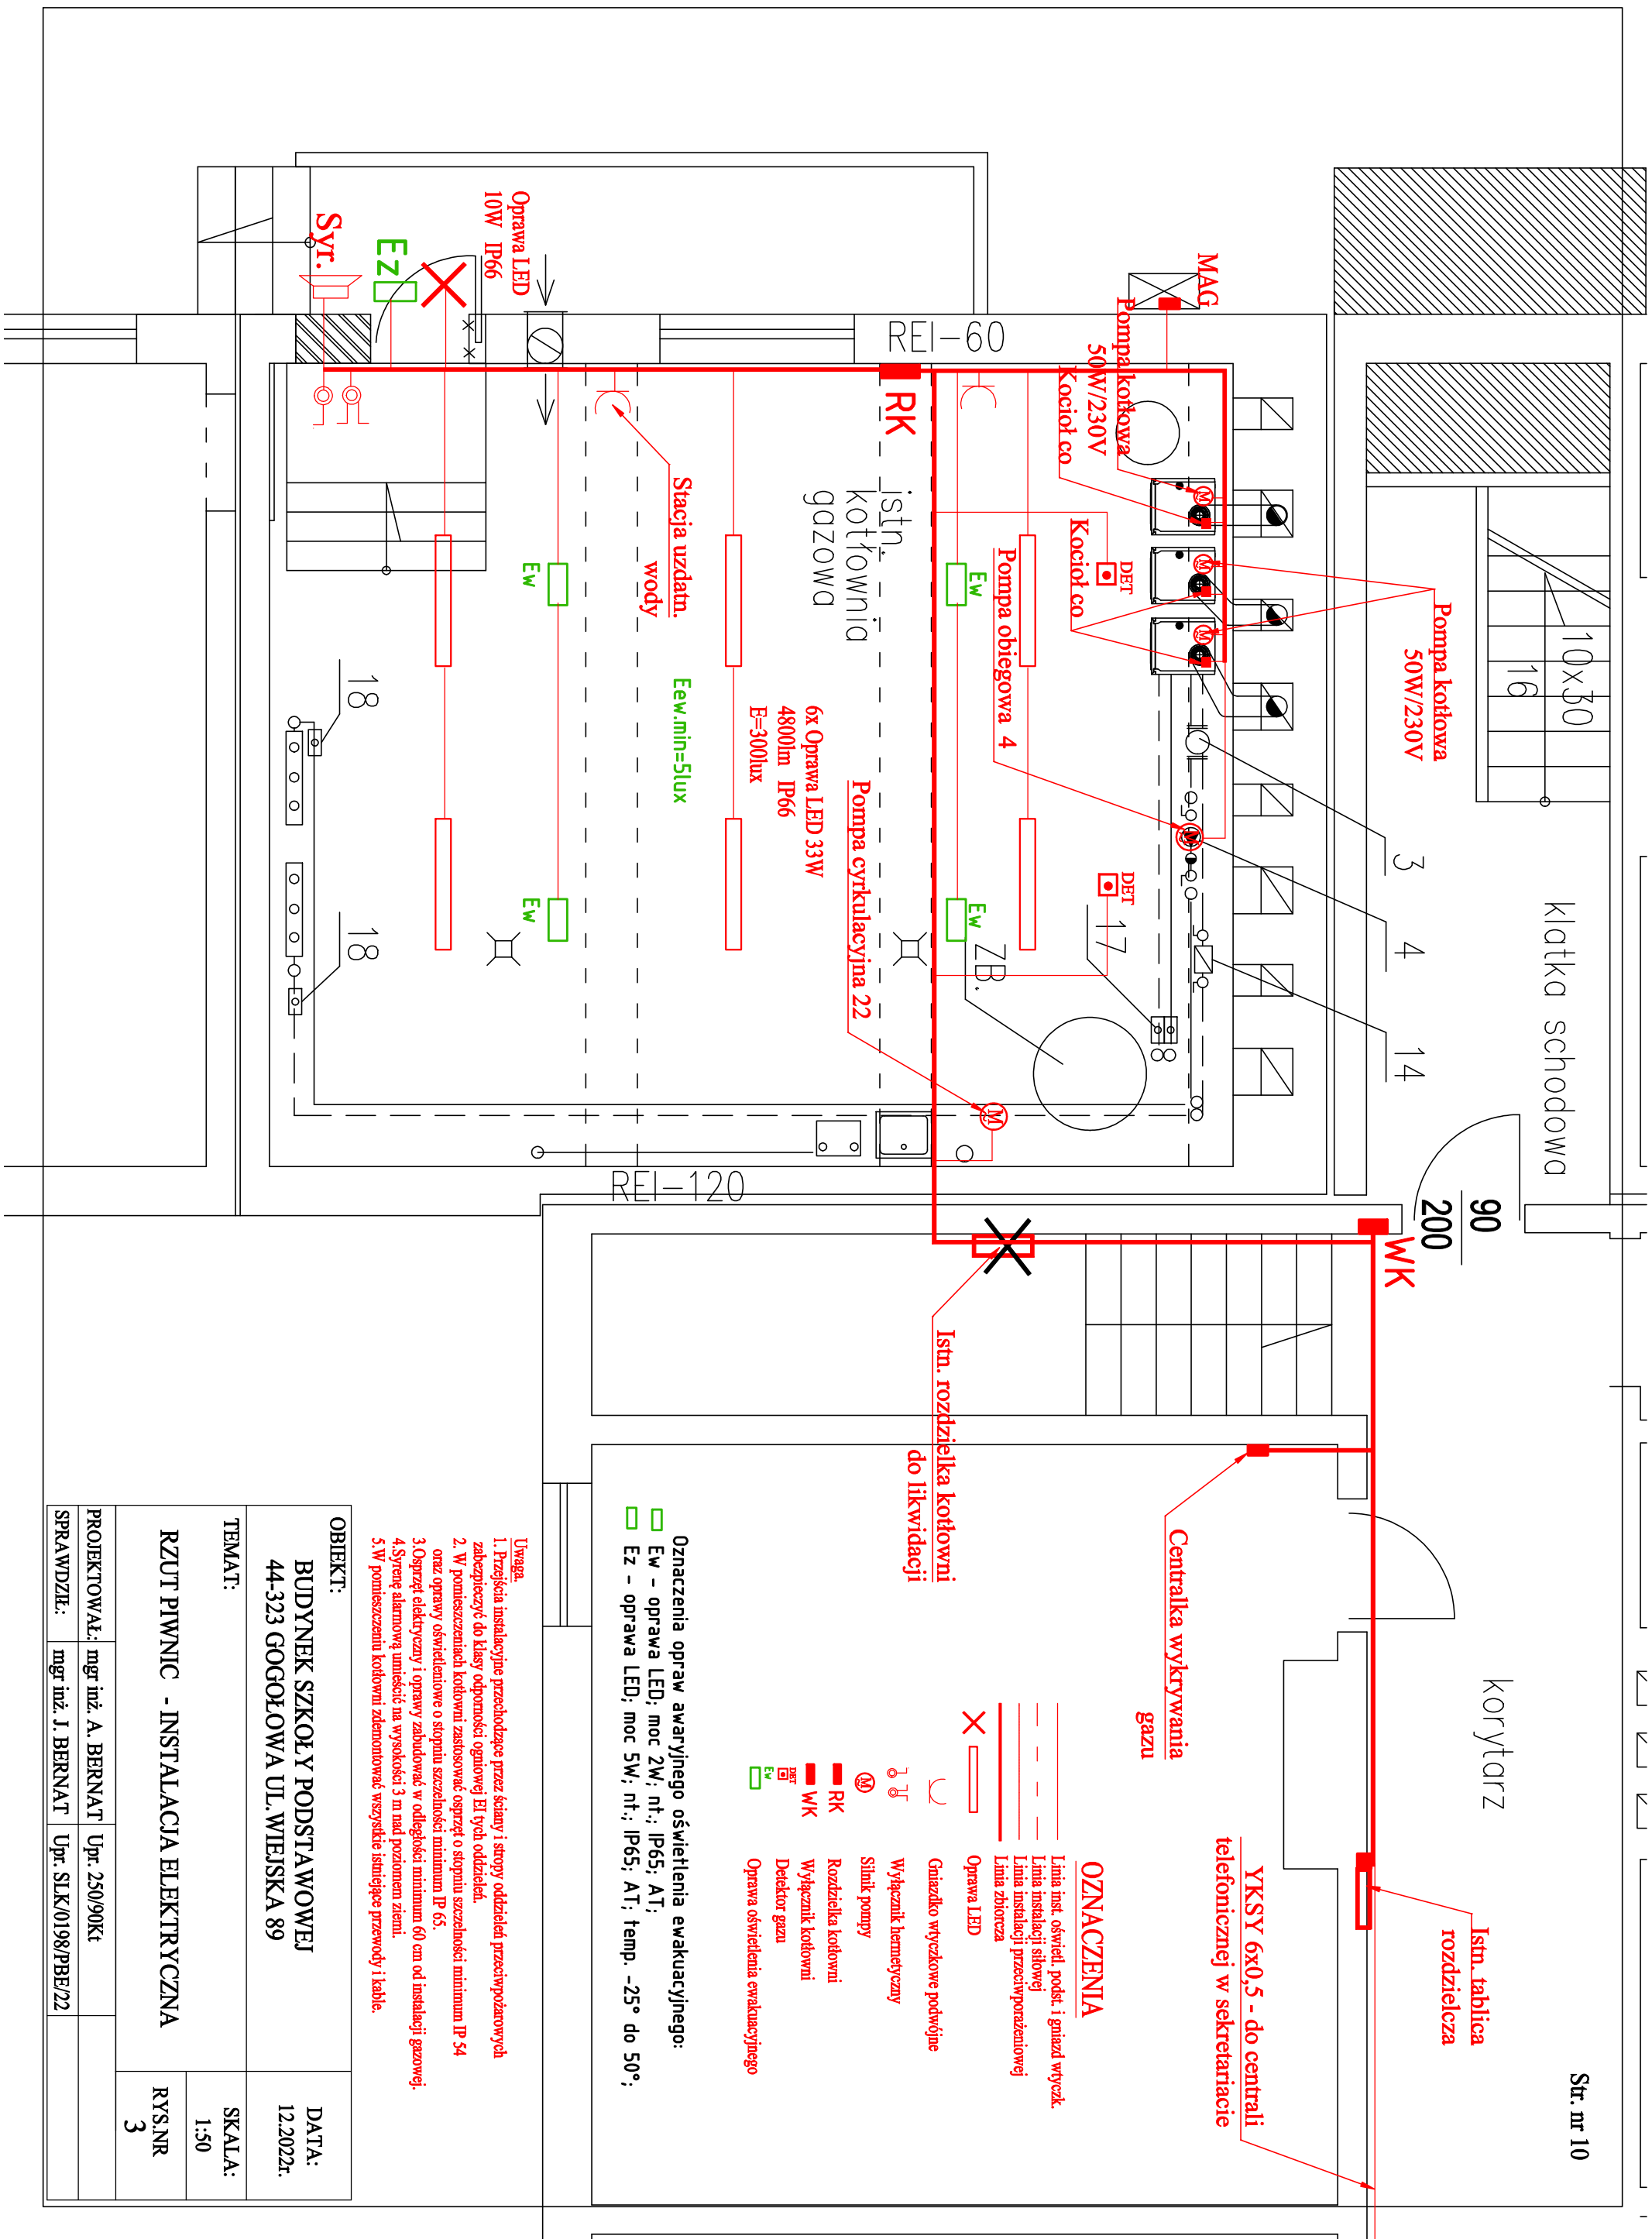 Str. nr 10
klatka schodowa
10x30
16
90
200
korytarz
WK
Istn. tablica
rozdzielcza
YKSY 6x0,5 - do centrali
telefonicznej w sekretariacie
Pompa kotłowa
50W/230V
3
4
14
MAG
Pompa kotłowa
50W/230V
Kocioł co
M
M
M
Kocioł co
DET
DET
17
Pompa obiegowa 4
Ew
Ew
ZB.
M
REI-60
RK
istn.
kotłownia
gazowa
Pompa cyrkulacyjna 22
6x Oprawa LED 33W
4800lm IP66
E=300lux
Eew.min=5lux
Stacja uzdatn.
wody
REI-120
Oprawa LED
10W IP66
Ez
Syr.
Ew
Ew
18
18
18
Centralka wykrywania
gazu
Istn. rozdzielka kotłowni
do likwidacji
OZNACZENIA
Linia inst. oświetl. podst. i gniazd wtyczk.
Linia instalacji siłowej
Linia instalacji przeciwporażeniowej
Linia zbiorcza
Oprawa LED
Gniazdko wtyczkowe podwójne
Wyłącznik hermetyczny
M Silnik pompy
RK Rozdzielka kotłowni
WK Wyłącznik kotłowni
DET Detektor gazu
Ew Oprawa oświetlenia ewakuacyjnego
Oznaczenia opraw awaryjnego oświetlenia ewakuacyjnego:
Ew - oprawa LED; moc 2W; nt.; IP65; AT;
Ez - oprawa LED; moc 5W; nt.; IP65; AT; temp. -25° do 50°;
Uwaga.
1. Przejścia instalacyjne przechodzące przez ściany i stropy oddzieleń przeciwpożarowych
zabezpieczyć do klasy odporności ogniowej EI tych oddzieleń.
2. W pomieszczeniach kotłowni zastosować osprzęt o stopniu szczelności minimum IP 54
oraz oprawy oświetleniowe o stopniu szczelności minimum IP 65.
3.Osprzęt elektryczny i oprawy zabudować w odległości minimum 60 cm od instalacji gazowej.
4.Syrenę alarmową umieścić na wysokości 3 m nad poziomem ziemi.
5.W pomieszczeniu kotłowni zdemontować wszystkie istniejące przewody i kable.
OBIEKT:
BUDYNEK SZKOŁY PODSTAWOWEJ
44-323 GOGOŁOWA UL.WIEJSKA 89
DATA:
12.2022r.
TEMAT:
RZUT PIWNIC - INSTALACJA ELEKTRYCZNA
SKALA:
1:50
RYS.NR
3
PROJEKTOWAŁ: mgr inż. A. BERNAT Upr. 250/90Kt
SPRAWDZIŁ: mgr inż. J. BERNAT Upr. SLK/0198/PBE/22